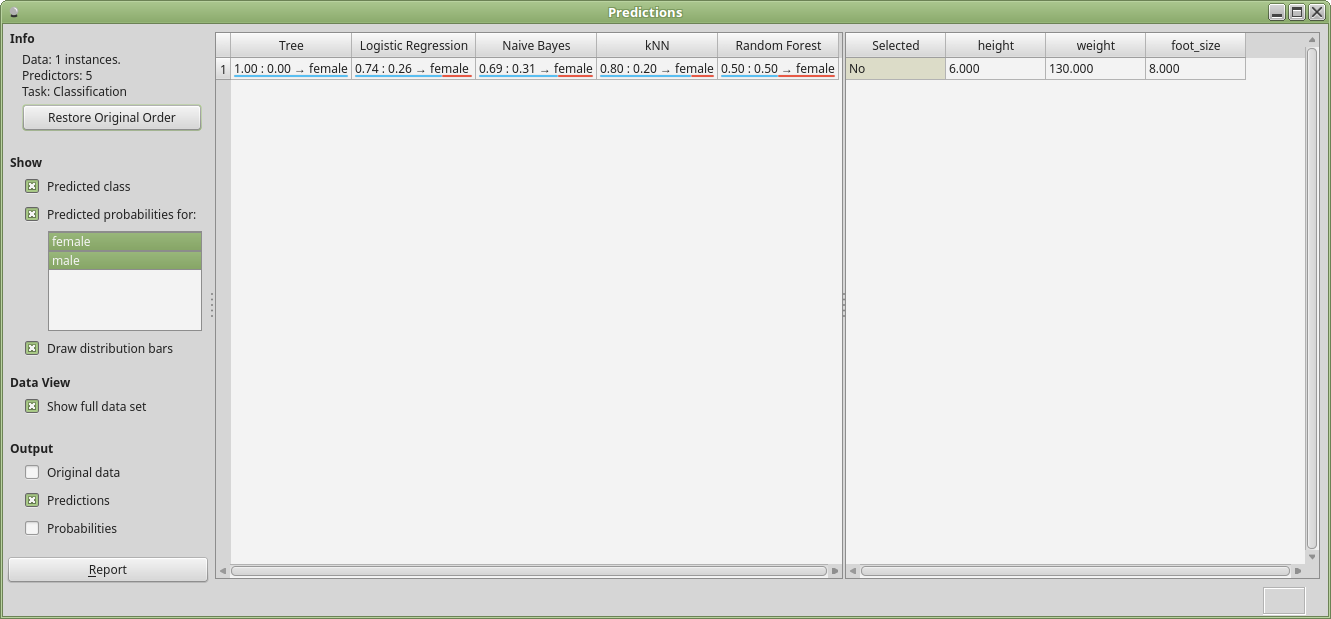 Predictions
Info
Data: 1 instances.
Predictors: 5
Task: Classification
Restore Original Order
Show
Predicted class
Predicted probabilities for:
female
male
Draw distribution bars
Data View
Show full data set
Output
Original data
Predictions
Probabilities
Report
Tree Logistic Regression Naive Bayes kNN Random Forest
1 1.00 : 0.00 → female 0.74 : 0.26 → female 0.69 : 0.31 → female 0.80 : 0.20 → female 0.50 : 0.50 → female
Selected height weight foot_size
No 6.000 130.000 8.000